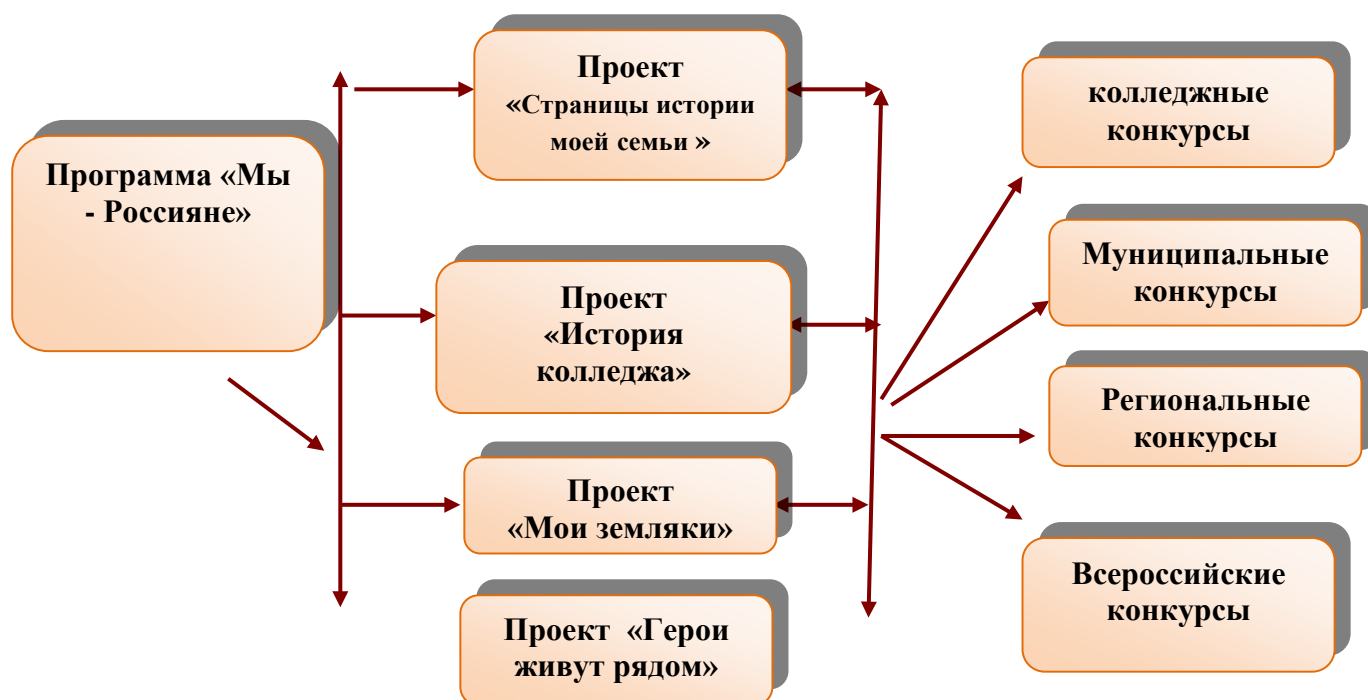 Программа «Мы
- Россияне»
Проект
«Страницы истории
моей семьи »
Проект
«История
колледжа»
Проект
«Мои земляки»
Проект  «Герои
живут рядом»
колледжные
конкурсы
Муниципальные
конкурсы
Региональные
конкурсы
Всероссийские
конкурсы